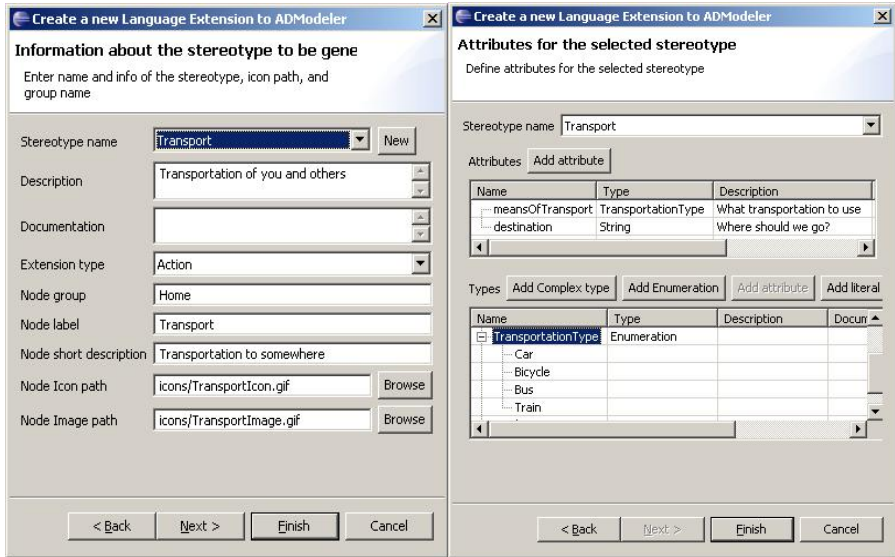 Create a new Language Extension to ADModeler
Information about the stereotype to be gene
Enter name and info of the stereotype, icon path, and
group name
Stereotype name Transport New
Description Transportation of you and others
Documentation
Extension type Action
Node group Home
Node label Transport
Node short description Transportation to somewhere
Node Icon path icons/TransportIcon.gif Browse
Node Image path icons/TransportImage.gif Browse
< Back Next > Finish Cancel
Create a new Language Extension to ADModeler
Attributes for the selected stereotype
Define attributes for the selected stereotype
Stereotype name Transport
Attributes Add attribute
Name Type Description
meansOfTransport TransportationType What transportation to use
destination String Where should we go?
Types Add Complex type Add Enumeration Add attribute Add literal
Name Type Description Docum
TransportationType Enumeration
Car
Bicycle
Bus
Train
< Back Next > Finish Cancel